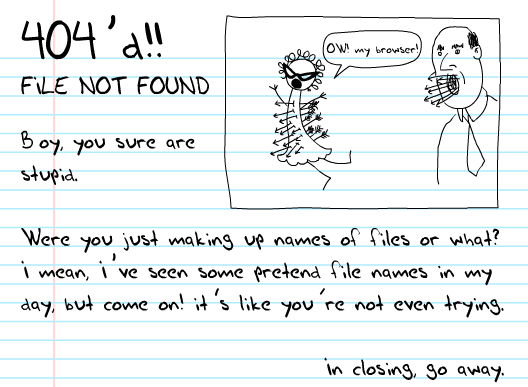 404'd!!
FiLE NOT FOUND
OW! my browser!
Boy, you sure are
stupid.
Were you just making up names of files or what?
i mean, i've seen some pretend file names in my
day, but come on! it's like you're not even trying.
in closing, go away.